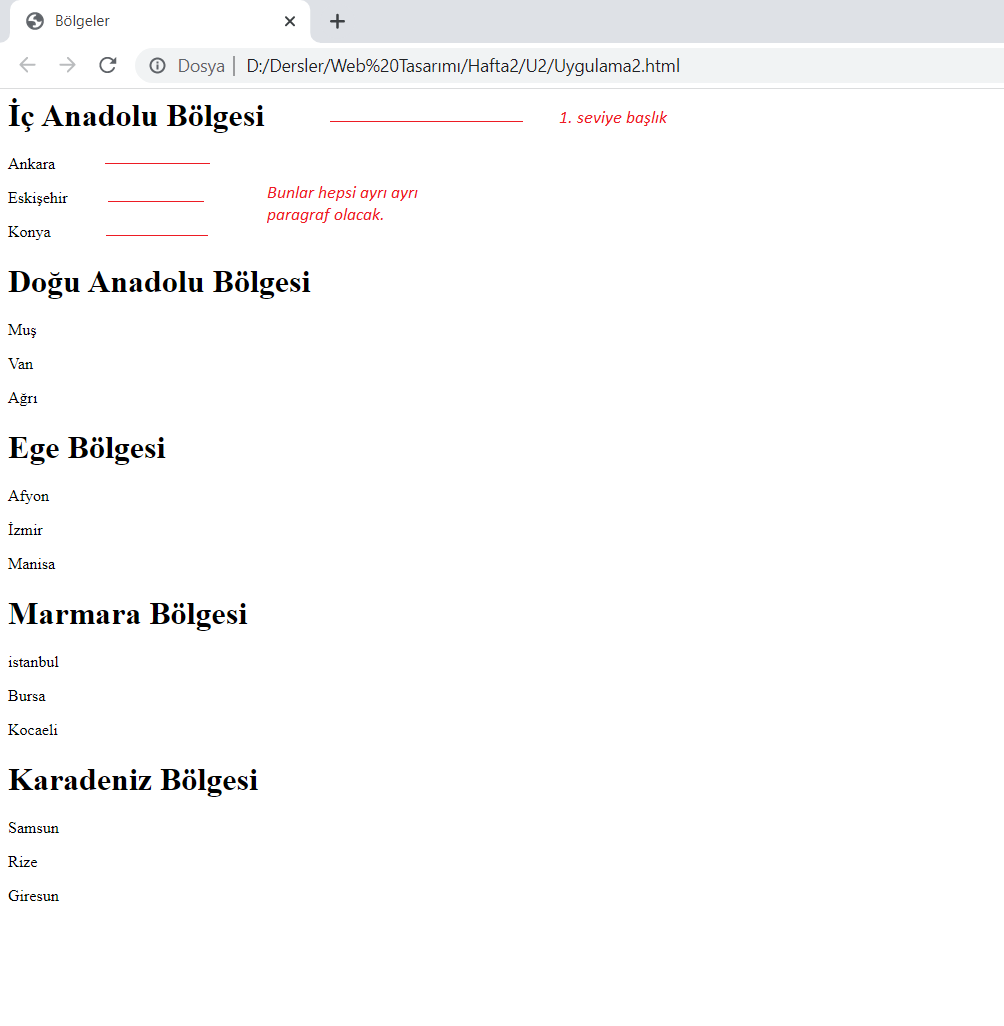 Bölgeler
Dosya | D:/Dersler/Web%20Tasarımı/Hafta2/U2/Uygulama2.html
İç Anadolu Bölgesi
1. seviye başlık
Ankara
Eskişehir
Bunlar hepsi ayrı ayrı
paragraf olacak.
Konya
Doğu Anadolu Bölgesi
Muş
Van
Ağrı
Ege Bölgesi
Afyon
İzmir
Manisa
Marmara Bölgesi
istanbul
Bursa
Kocaeli
Karadeniz Bölgesi
Samsun
Rize
Giresun